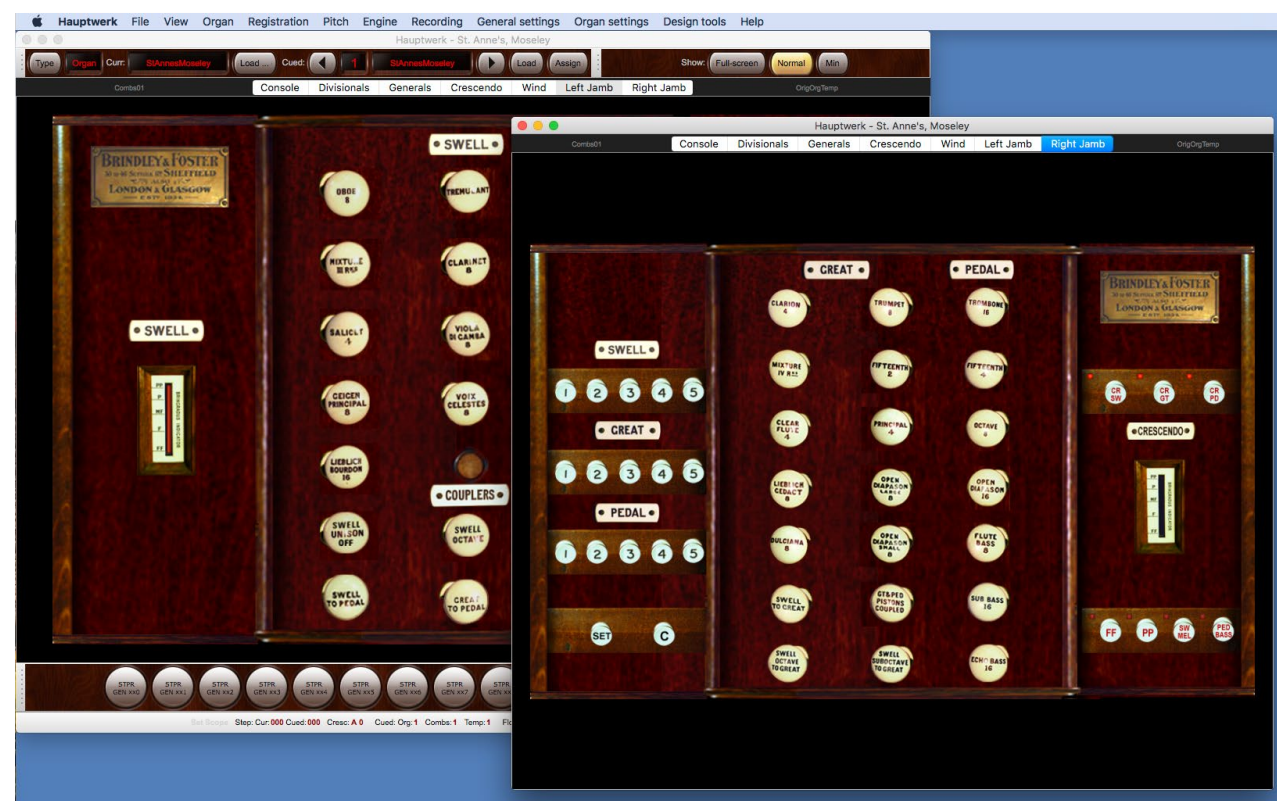 Hauptwerk File View Organ Registration Pitch Engine Recording General settings Organ settings Design tools Help
Hauptwerk - St. Anne's, Moseley
Type Organ Curr: StAnnesMoseley Load ... Cued: 1 StAnnesMoseley Load Assign Show: Full-screen Normal Min
Combs01 Console Divisionals Generals Crescendo Wind Left Jamb Right Jamb OrigOrgTemp
BRINDLEY & FOSTER
SHEFFIELD
LONDON & GLASGOW
SWELL
PP
P
MF
F
FF
INDICATOR
SWELL
OBOE
8
TREMULANT
MIXTURE
III RKS
CLARINET
8
SALICET
4
VIOLA
DI GAMBA
8
GEIGEN
PRINCIPAL
8
VOIX
CELESTES
8
LIEBLICH
BOURDON
16
COUPLERS
SWELL
UNISON
OFF
SWELL
OCTAVE
SWELL
TO PEDAL
GREAT
TO PEDAL
STPR
GEN xx0
STPR
GEN xx1
STPR
GEN xx2
STPR
GEN xx3
STPR
GEN xx4
STPR
GEN xx5
STPR
GEN xx6
STPR
GEN xx7
STPR
Set Scope Step: Cur: 000 Cued: 000 Cresc: A 0 Cued: Org: 1 Combs: 1 Temp: 1
Hauptwerk - St. Anne's, Moseley
Combs01 Console Divisionals Generals Crescendo Wind Left Jamb Right Jamb OrigOrgTemp
SWELL
1 2 3 4 5
GREAT
1 2 3 4 5
PEDAL
1 2 3 4 5
SET C
GREAT
PEDAL
CLARION
4
TRUMPET
8
TROMBONE
16
MIXTURE
IV RKS
FIFTEENTH
2
FIFTEENTH
4
CLEAR
FLUTE
4
PRINCIPAL
4
OCTAVE
4
LIEBLICH
GEDACT
8
OPEN
DIAPASON
LARGE
8
OPEN
DIAPASON
16
DULCIANA
8
OPEN
DIAPASON
SMALL
8
FLUTE
BASS
8
SWELL
TO GREAT
GT&PED
PISTONS
COUPLED
SUB BASS
16
SWELL
OCTAVE
TO GREAT
SWELL
SUBOCTAVE
TO GREAT
ECHO BASS
16
BRINDLEY & FOSTER
SHEFFIELD
LONDON & GLASGOW
CR
SW
CR
GT
CR
PD
CRESCENDO
PP
P
MF
F
FF
INDICATOR
FF
PP
SW
MEL
PED
BASS